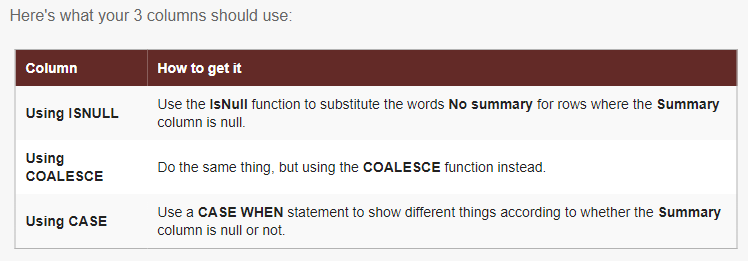 Here's what your 3 columns should use:
Column
How to get it
Using ISNULL
Use the IsNull function to substitute the words No summary for rows where the Summary
column is null.
Using
COALESCE
Do the same thing, but using the COALESCE function instead.
Using CASE
Use a CASE WHEN statement to show different things according to whether the Summary
column is null or not.